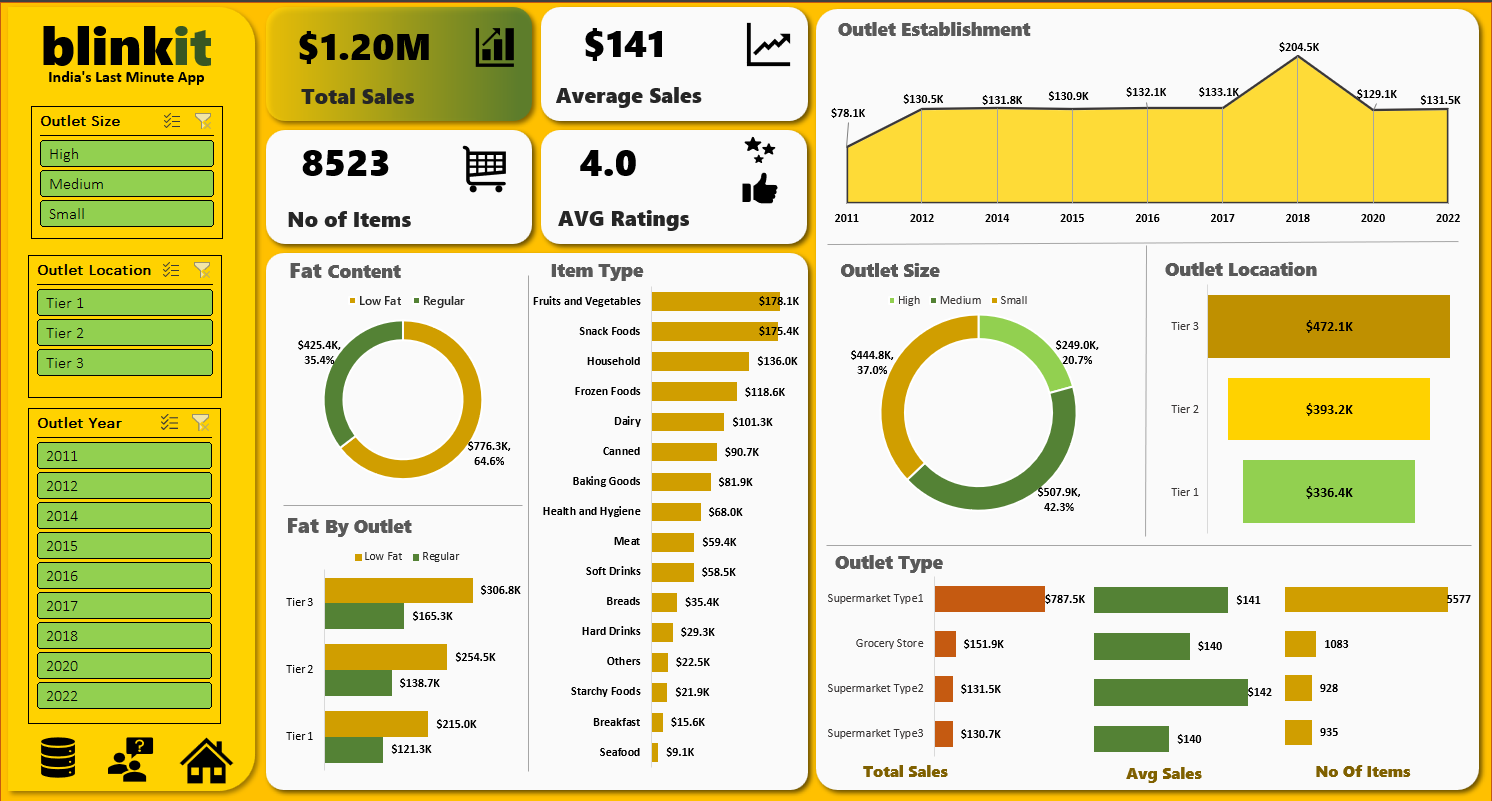 blinkit
India's Last Minute App
Outlet Size
High
Medium
Small
Outlet Location
Tier 1
Tier 2
Tier 3
Outlet Year
2011
2012
2014
2015
2016
2017
2018
2020
2022
?
$1.20M
Total Sales
$141
Average Sales
8523
No of Items
4.0
AVG Ratings
Fat Content
Low Fat Regular
$425.4K,
35.4%
$776.3K,
64.6%
Fat By Outlet
Low Fat Regular
Tier 3 $306.8K
$165.3K
Tier 2 $254.5K
$138.7K
Tier 1 $215.0K
$121.3K
Item Type
Fruits and Vegetables $178.1K
Snack Foods $175.4K
Household $136.0K
Frozen Foods $118.6K
Dairy $101.3K
Canned $90.7K
Baking Goods $81.9K
Health and Hygiene $68.0K
Meat $59.4K
Soft Drinks $58.5K
Breads $35.4K
Hard Drinks $29.3K
Others $22.5K
Starchy Foods $21.9K
Breakfast $15.6K
Seafood $9.1K
Outlet Establishment
$78.1K $130.5K $131.8K $130.9K $132.1K $133.1K $204.5K $129.1K $131.5K
2011 2012 2014 2015 2016 2017 2018 2020 2022
Outlet Size
High Medium Small
$249.0K,
20.7%
$444.8K,
37.0%
$507.9K,
42.3%
Outlet Locaation
Tier 3 $472.1K
Tier 2 $393.2K
Tier 1 $336.4K
Outlet Type
Supermarket Type1 $787.5K $141 5577
Grocery Store $151.9K $140 1083
Supermarket Type2 $131.5K $142 928
Supermarket Type3 $130.7K $140 935
Total Sales Avg Sales No Of Items